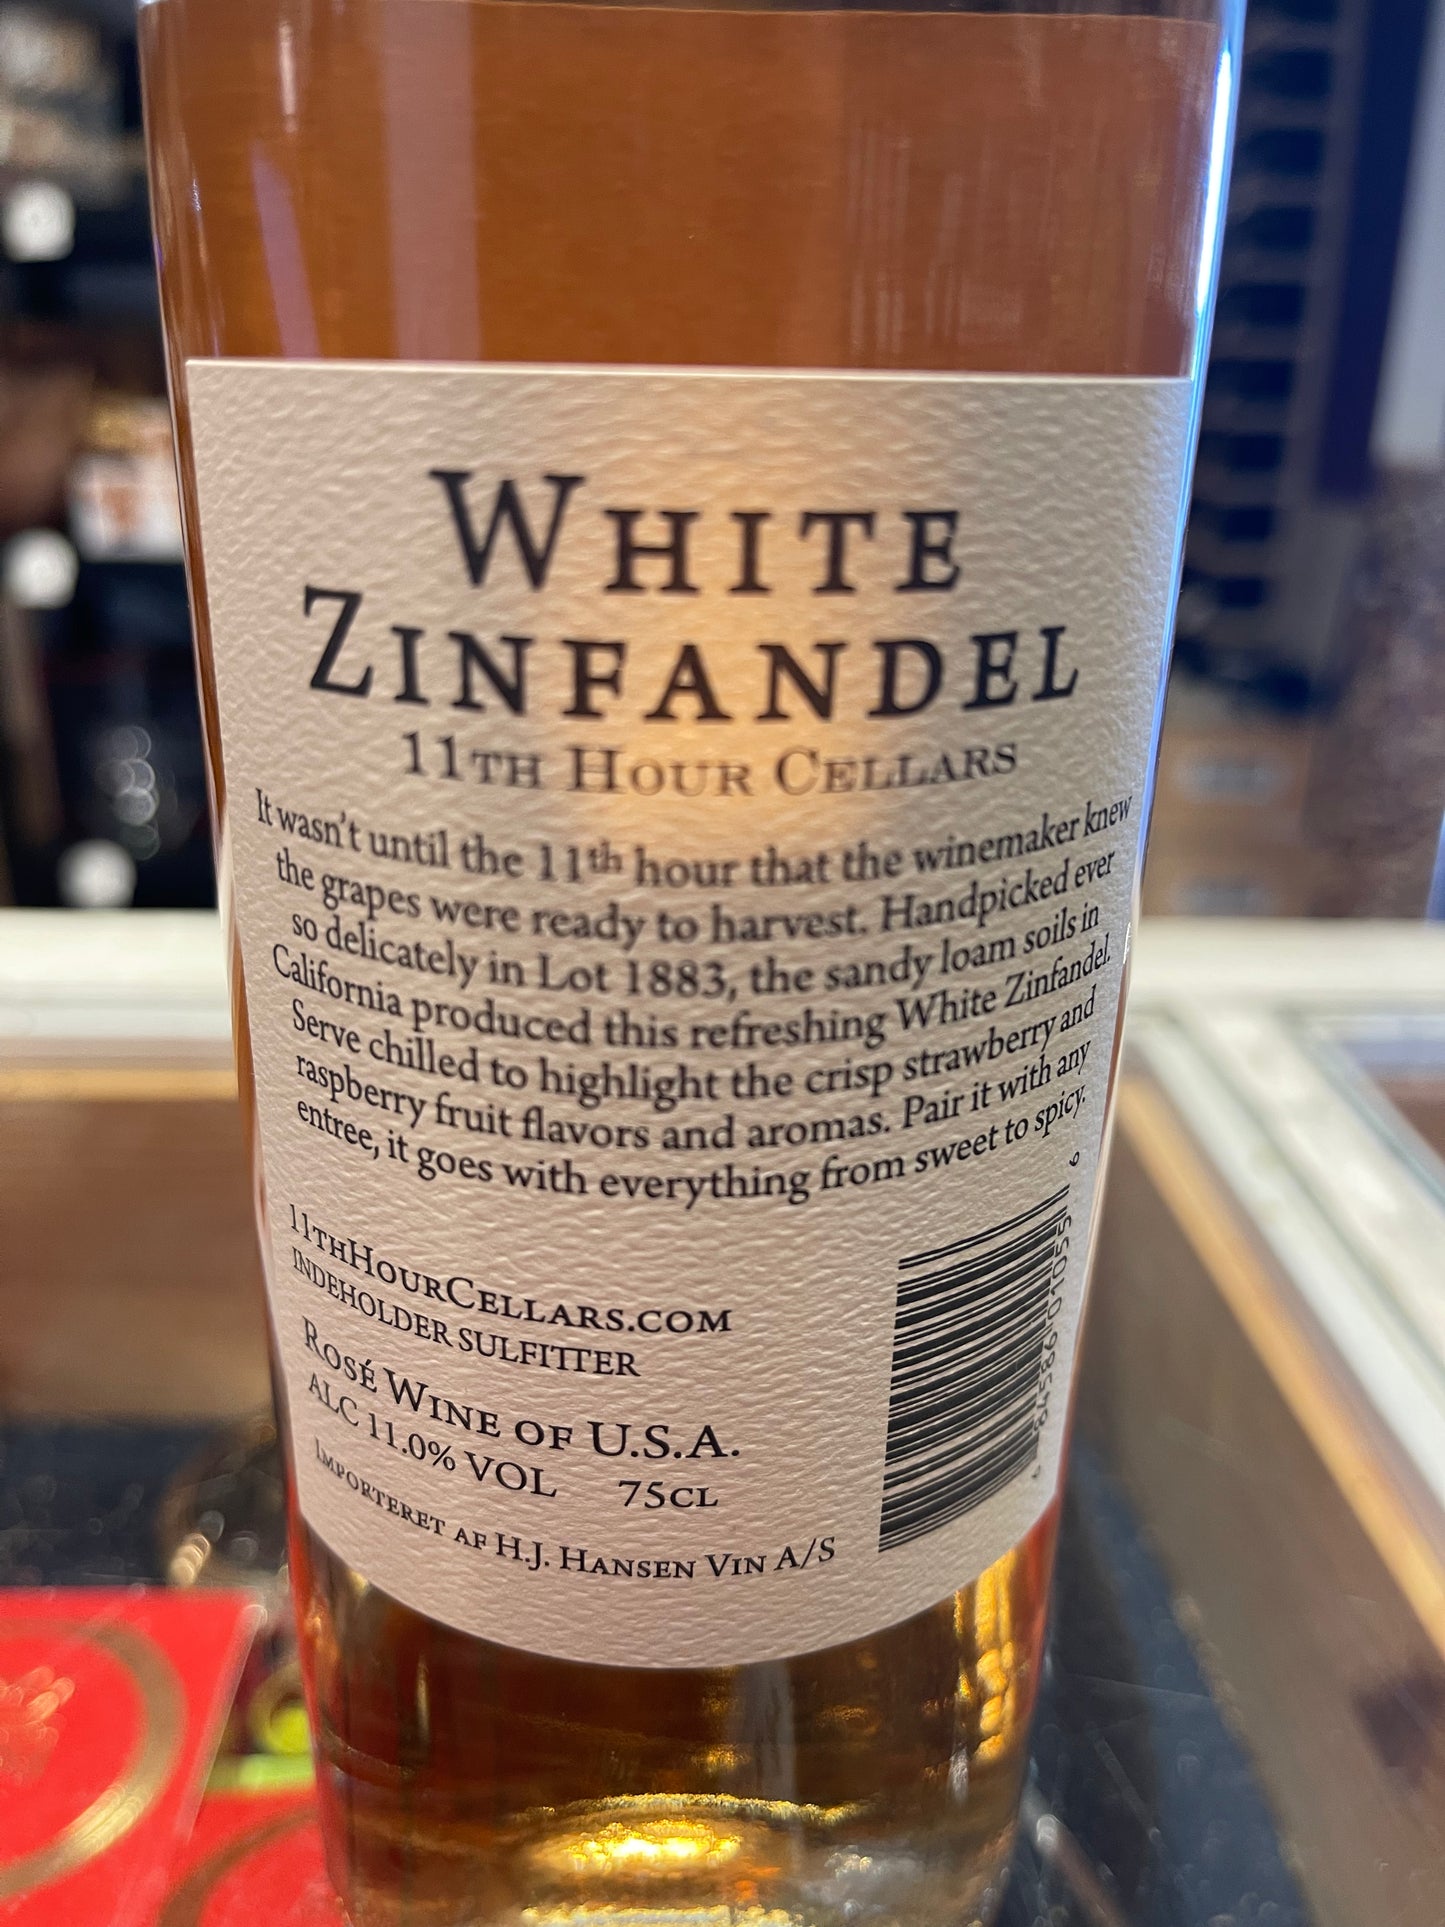 WHITE
ZINFANDEL
11TH HOUR CELLARS
It wasn't until the 11th hour that the winemaker knew
the grapes were ready to harvest. Handpicked ever
so delicately in Lot 1883, the sandy loam soils in
California produced this refreshing White Zinfandel.
Serve chilled to highlight the crisp strawberry and
raspberry fruit flavors and aromas. Pair it with any
entree, it goes with everything from sweet to spicy.
11THHOURCELLARS.COM
INDEHOLDER SULFITTER
ROSÉ WINE OF U.S.A.
ALC 11.0% VOL 75CL
IMPORTERET AF H.J. HANSEN VIN A/S